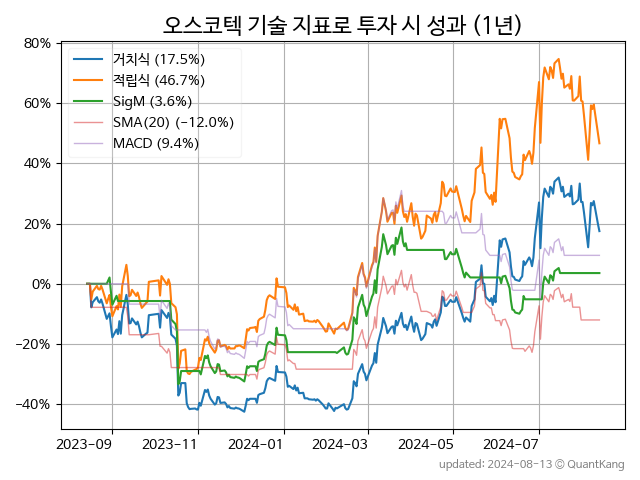 오스코텍 기술 지표로 투자 시 성과 (1년)
거치식 (17.5%)
적립식 (46.7%)
SigM (3.6%)
SMA(20) (-12.0%)
MACD (9.4%)
80%
60%
40%
20%
0%
-20%
-40%
2023-09 2023-11 2024-01 2024-03 2024-05 2024-07
updated: 2024-08-13 © QuantKang